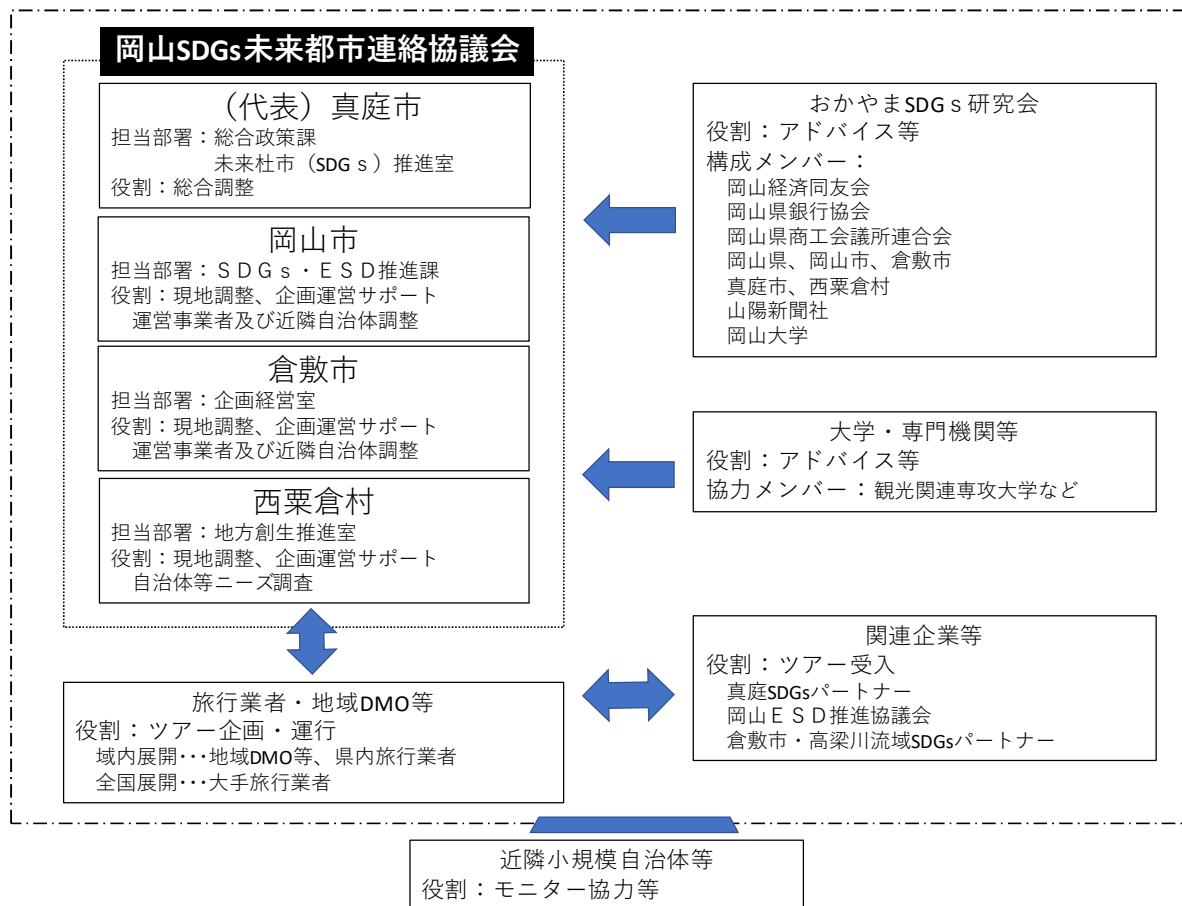 岡山SDGs未来都市連絡協議会
（代表）真庭市
担当部署：総合政策課
未来杜市（SDGｓ）推進室
役割：総合調整
岡山市
担当部署：ＳＤＧｓ・ＥＳＤ推進課
役割：現地調整、企画運営サポート
運営事業者及び近隣自治体調整
倉敷市
担当部署：企画経営室
役割：現地調整、企画運営サポート
運営事業者及び近隣自治体調整
西粟倉村
担当部署：地方創生推進室
役割：現地調整、企画運営サポート
自治体等ニーズ調査
旅行業者・地域DMO等
役割：ツアー企画・運行
域内展開･･･地域DMO等、県内旅行業者
全国展開･･･大手旅行業者
おかやまSDGｓ研究会
役割：アドバイス等
構成メンバー：
岡山経済同友会
岡山県銀行協会
岡山県商工会議所連合会
岡山県、岡山市、倉敷市
真庭市、西粟倉村
山陽新聞社
岡山大学
大学・専門機関等
役割：アドバイス等
協力メンバー：観光関連専攻大学など
関連企業等
役割：ツアー受入
真庭SDGsパートナー
岡山ＥＳＤ推進協議会
倉敷市・高梁川流域SDGsパートナー
近隣小規模自治体等
役割：モニター協力等